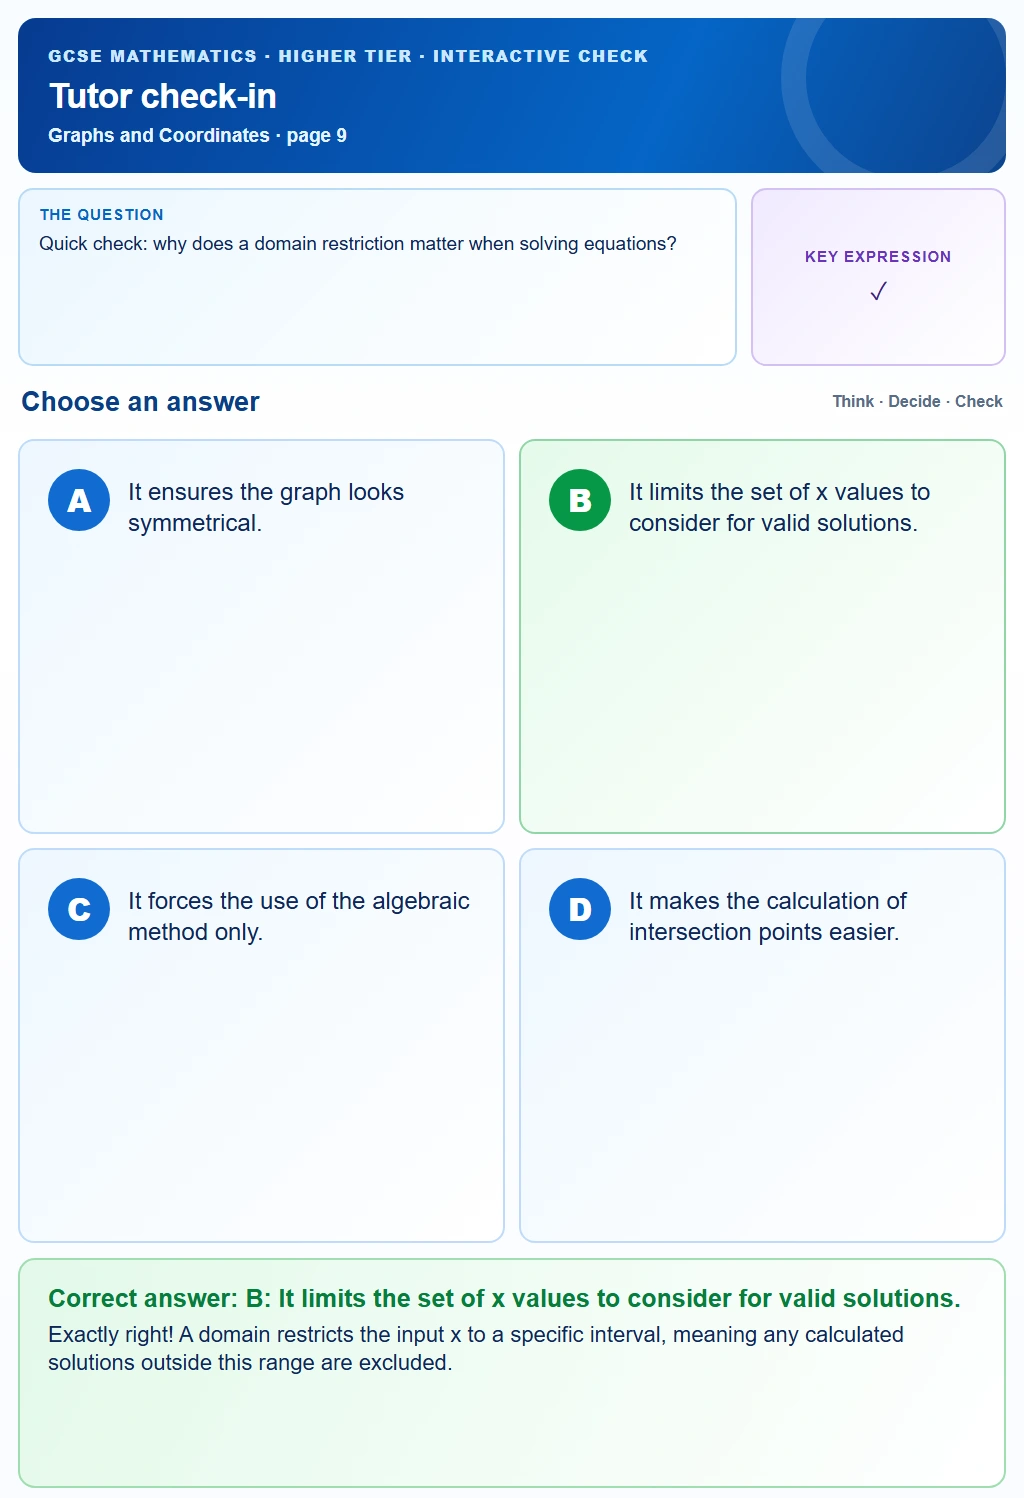 GCSE MATHEMATICS · HIGHER TIER · INTERACTIVE CHECK
Tutor check-in
Graphs and Coordinates · page 9
THE QUESTION
Quick check: why does a domain restriction matter when solving equations?
KEY EXPRESSION
✓
Choose an answer
Think · Decide · Check
A
It ensures the graph looks
symmetrical.
B
It limits the set of x values to
consider for valid solutions.
C
It forces the use of the algebraic
method only.
D
It makes the calculation of
intersection points easier.
Correct answer: B: It limits the set of x values to consider for valid solutions.
Exactly right! A domain restricts the input x to a specific interval, meaning any calculated
solutions outside this range are excluded.